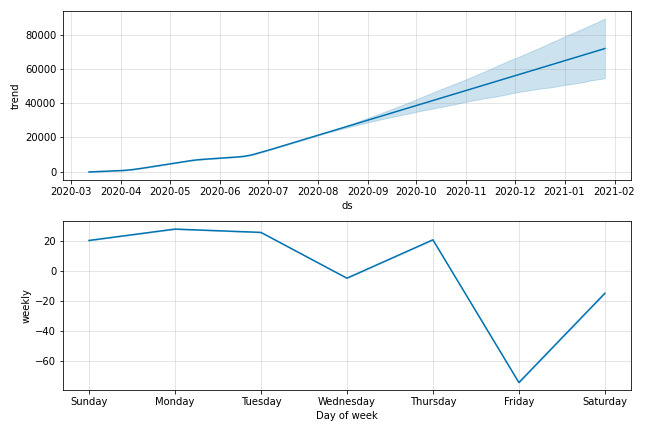 80000
60000
40000
20000
0
trend
2020-03 2020-04 2020-05 2020-06 2020-07 2020-08 2020-09 2020-10 2020-11 2020-12 2021-01 2021-02
ds
20
0
−20
−40
−60
weekly
Sunday Monday Tuesday Wednesday Thursday Friday Saturday
Day of week